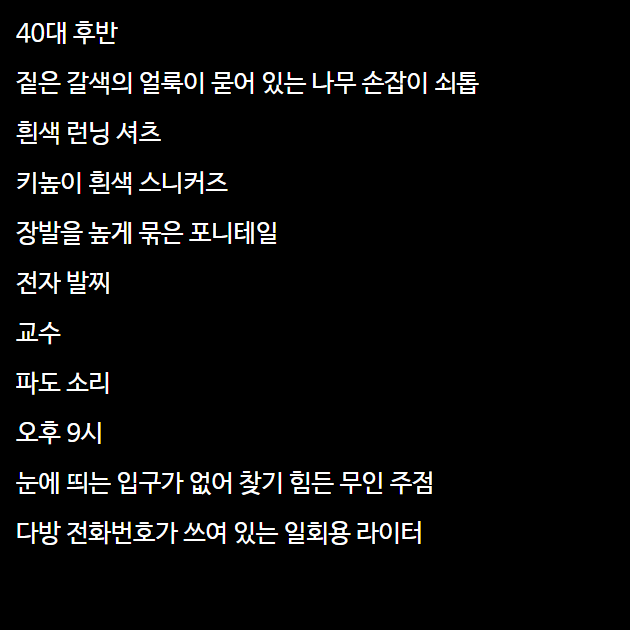 40대 후반
짙은 갈색의 얼룩이 묻어 있는 나무 손잡이 쇠톱
흰색 런닝 셔츠
키높이 흰색 스니커즈
장발을 높게 묶은 포니테일
전자 발찌
교수
파도 소리
오후 9시
눈에 띄는 입구가 없어 찾기 힘든 무인 주점
다방 전화번호가 쓰여 있는 일회용 라이터